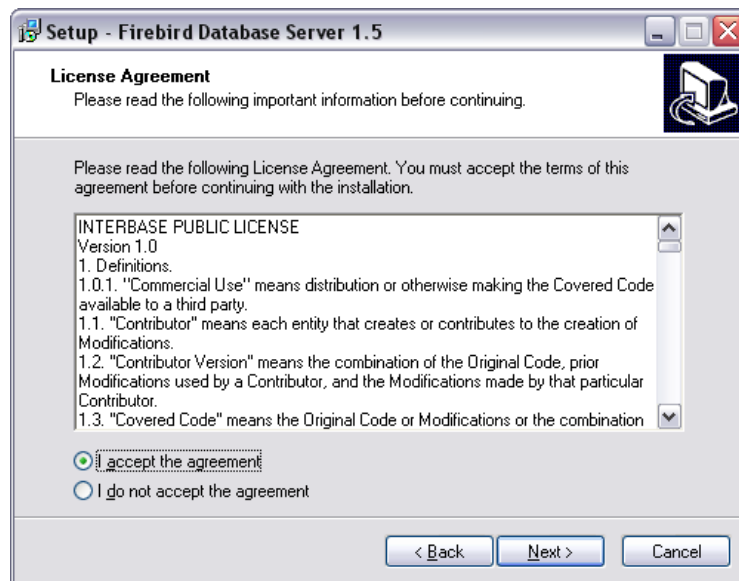 Setup - Firebird Database Server 1.5
License Agreement
Please read the following important information before continuing.
Please read the following License Agreement. You must accept the terms of this
agreement before continuing with the installation.
INTERBASE PUBLIC LICENSE
Version 1.0
1. Definitions.
1.0.1. "Commercial Use" means distribution or otherwise making the Covered Code
available to a third party.
1.1. "Contributor" means each entity that creates or contributes to the creation of
Modifications.
1.2. "Contributor Version" means the combination of the Original Code, prior
Modifications used by a Contributor, and the Modifications made by that particular
Contributor.
1.3. "Covered Code" means the Original Code or Modifications or the combination
I accept the agreement
I do not accept the agreement
< Back Next > Cancel